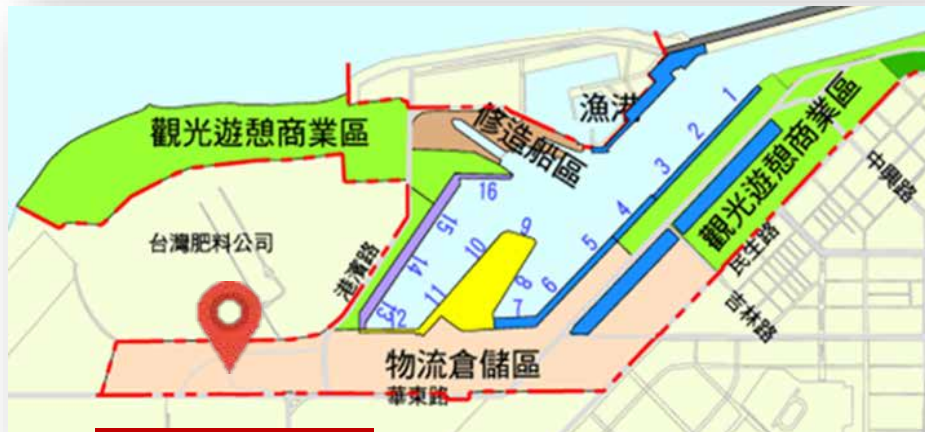 觀光遊憩商業區
修造船區
漁港
1
2
3
4
5
6
7
8
9
10
11
12
13
14
15
16
觀光遊憩商業區
中興路
民生路
吉林路
台灣肥料公司
港濱路
物流倉儲區
華東路